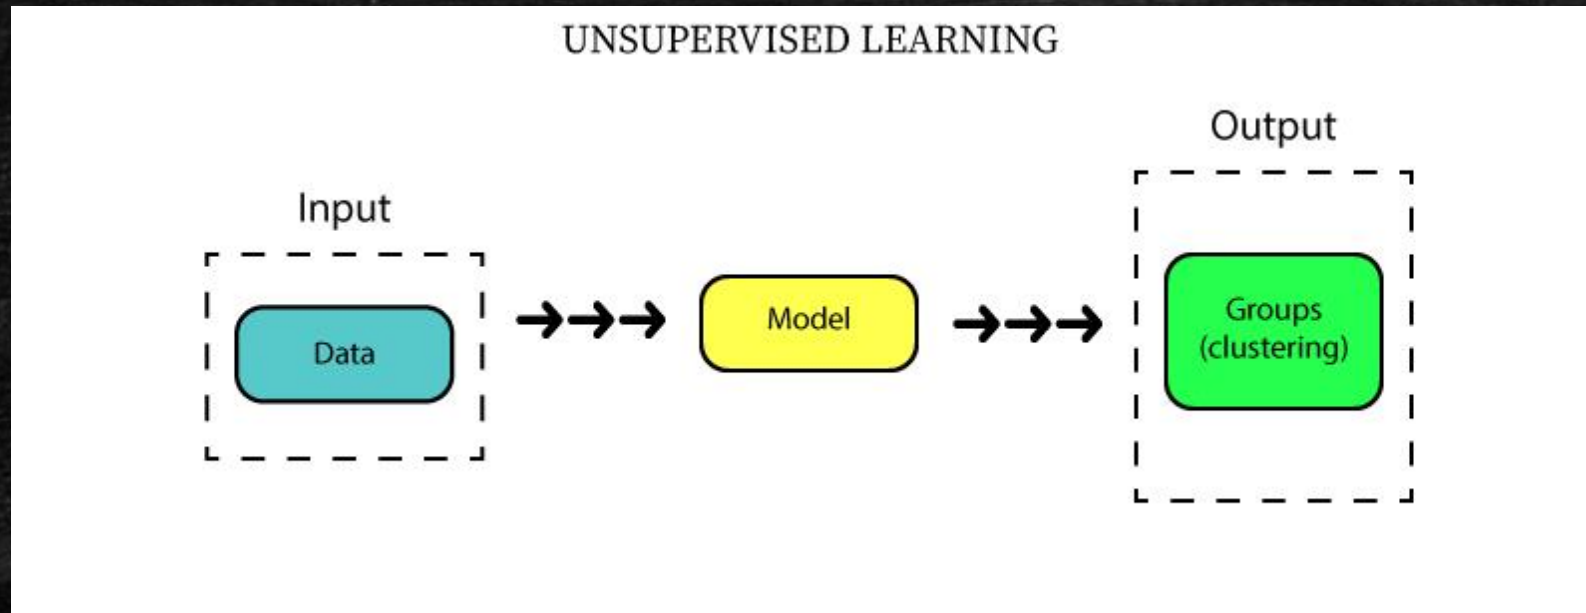 UNSUPERVISED LEARNING
Input
Data
Model
Output
Groups
(clustering)